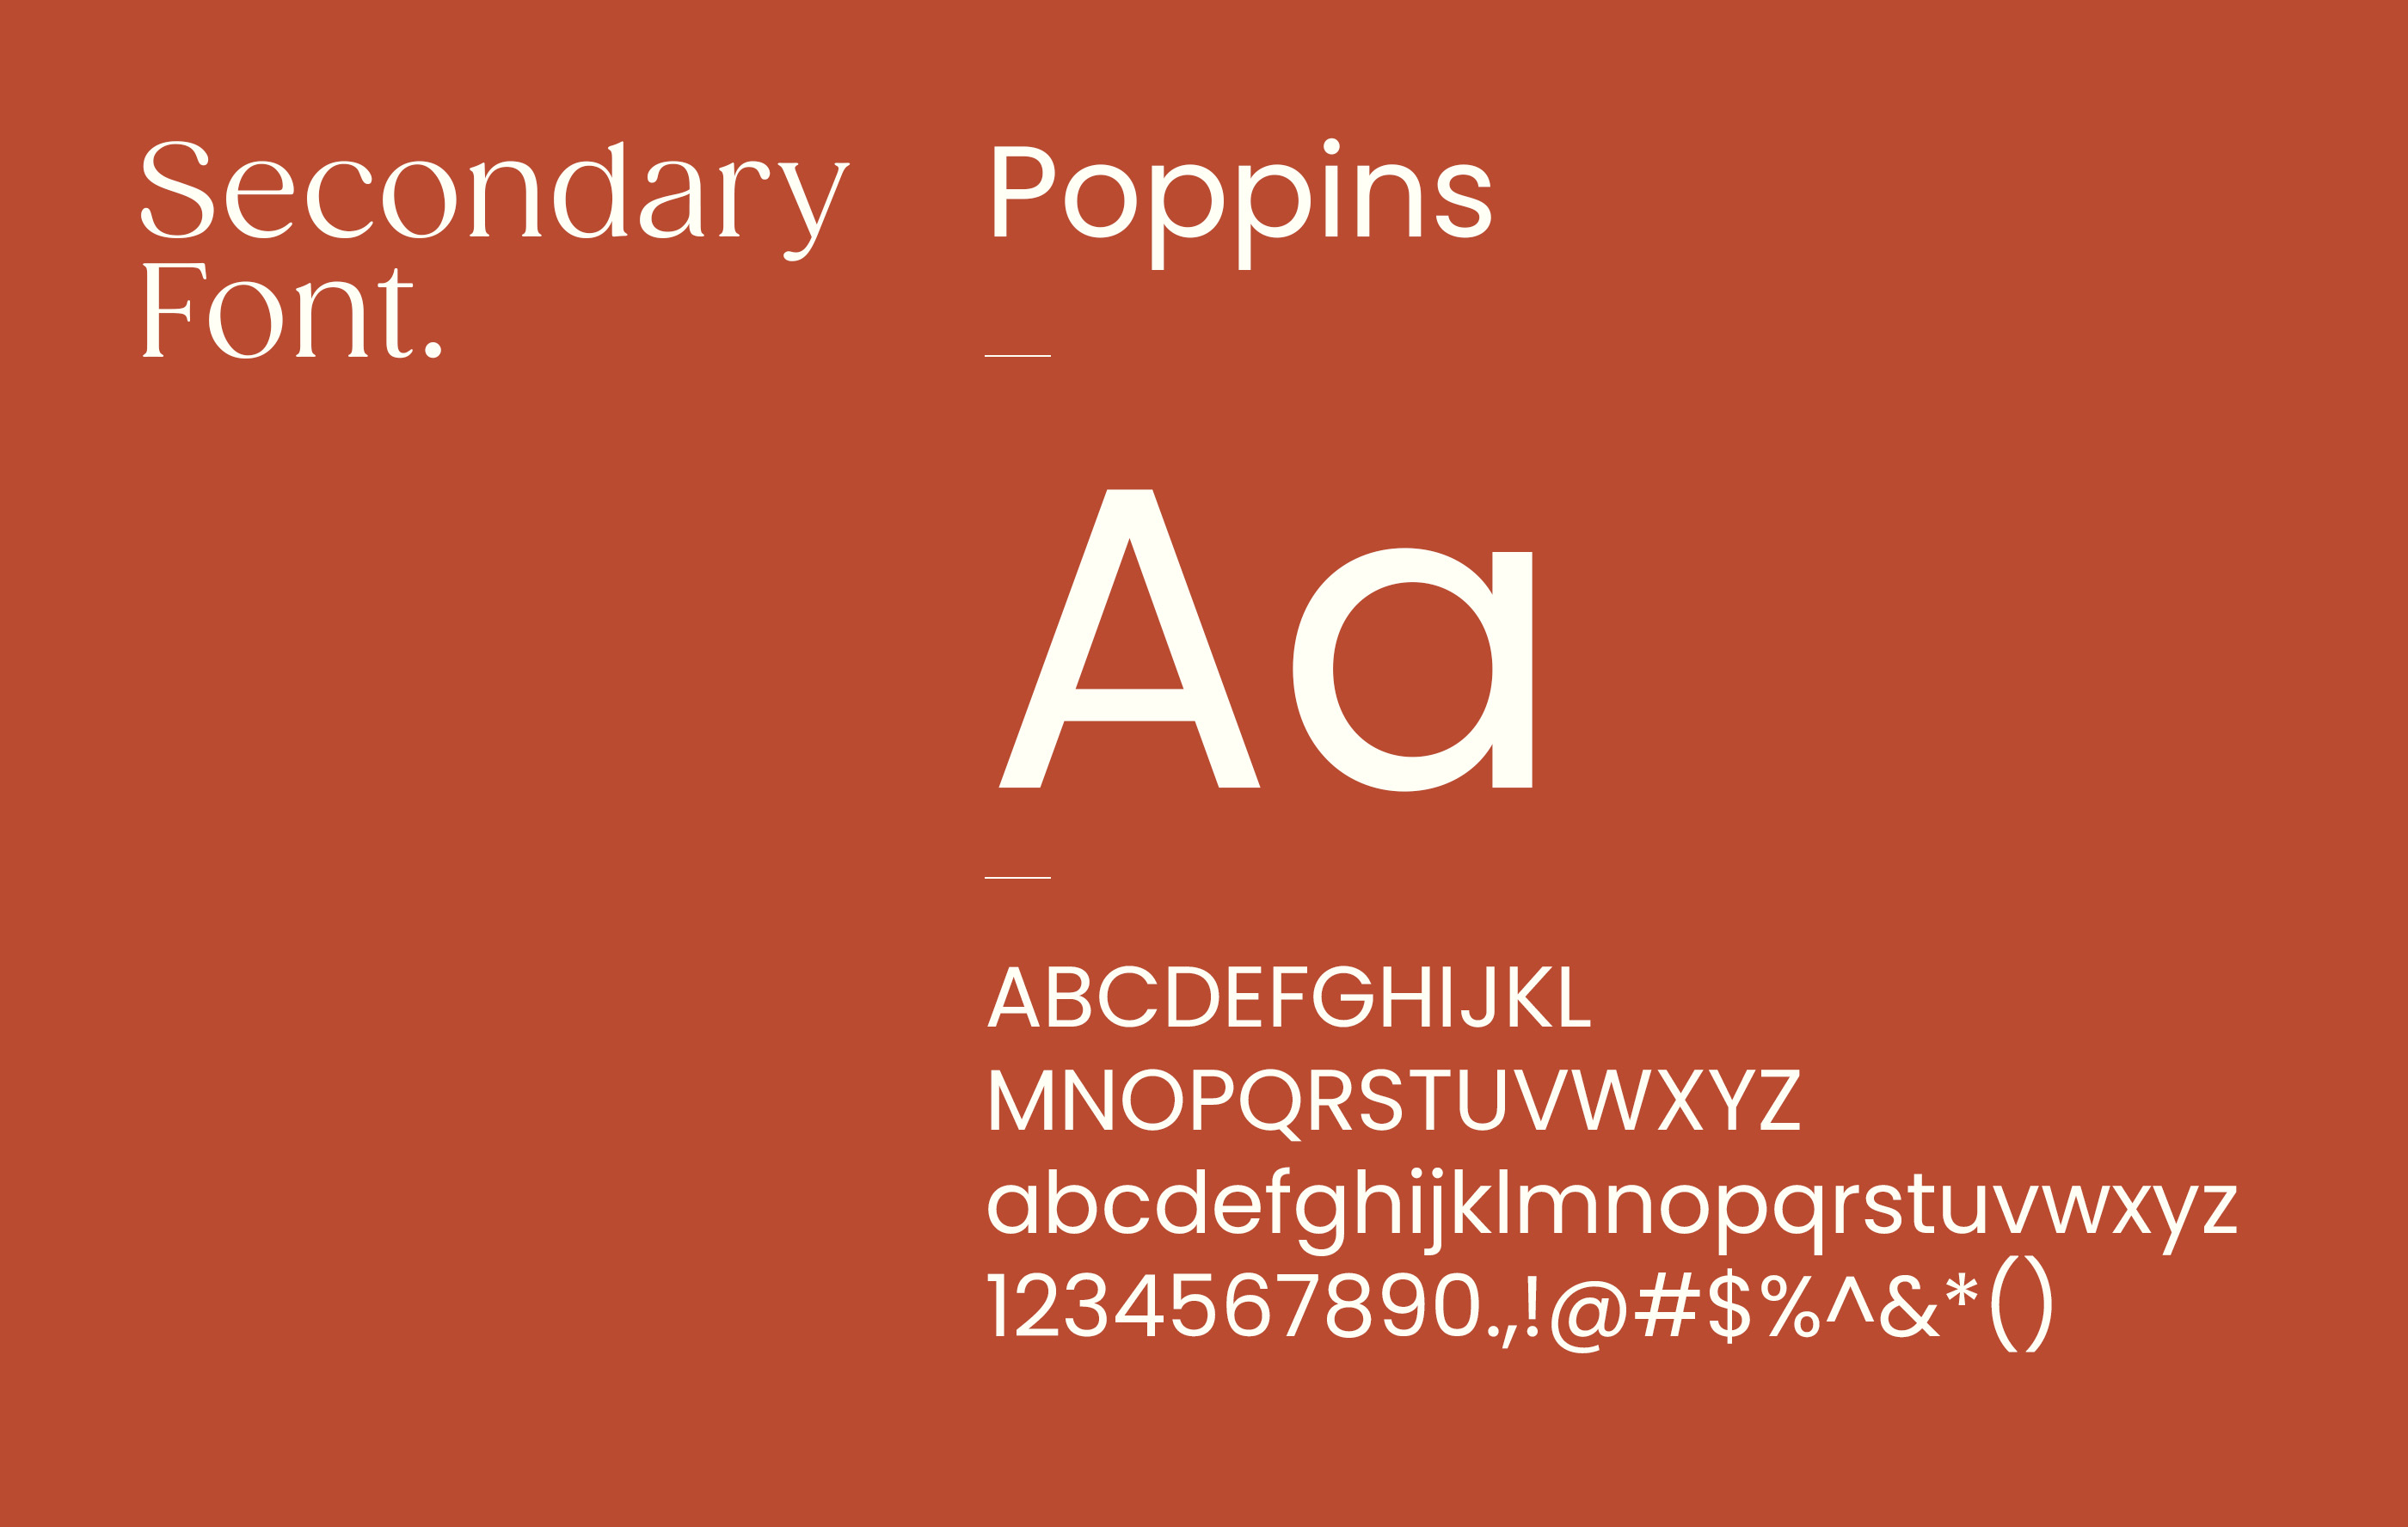 Secondary
Font.
Poppins
Aa
ABCDEFGHIJKL
MNOPQRSTUVWXYZ
abcdefghijklmnopqrstuvwxyz
1234567890.,!@#$%^&*()